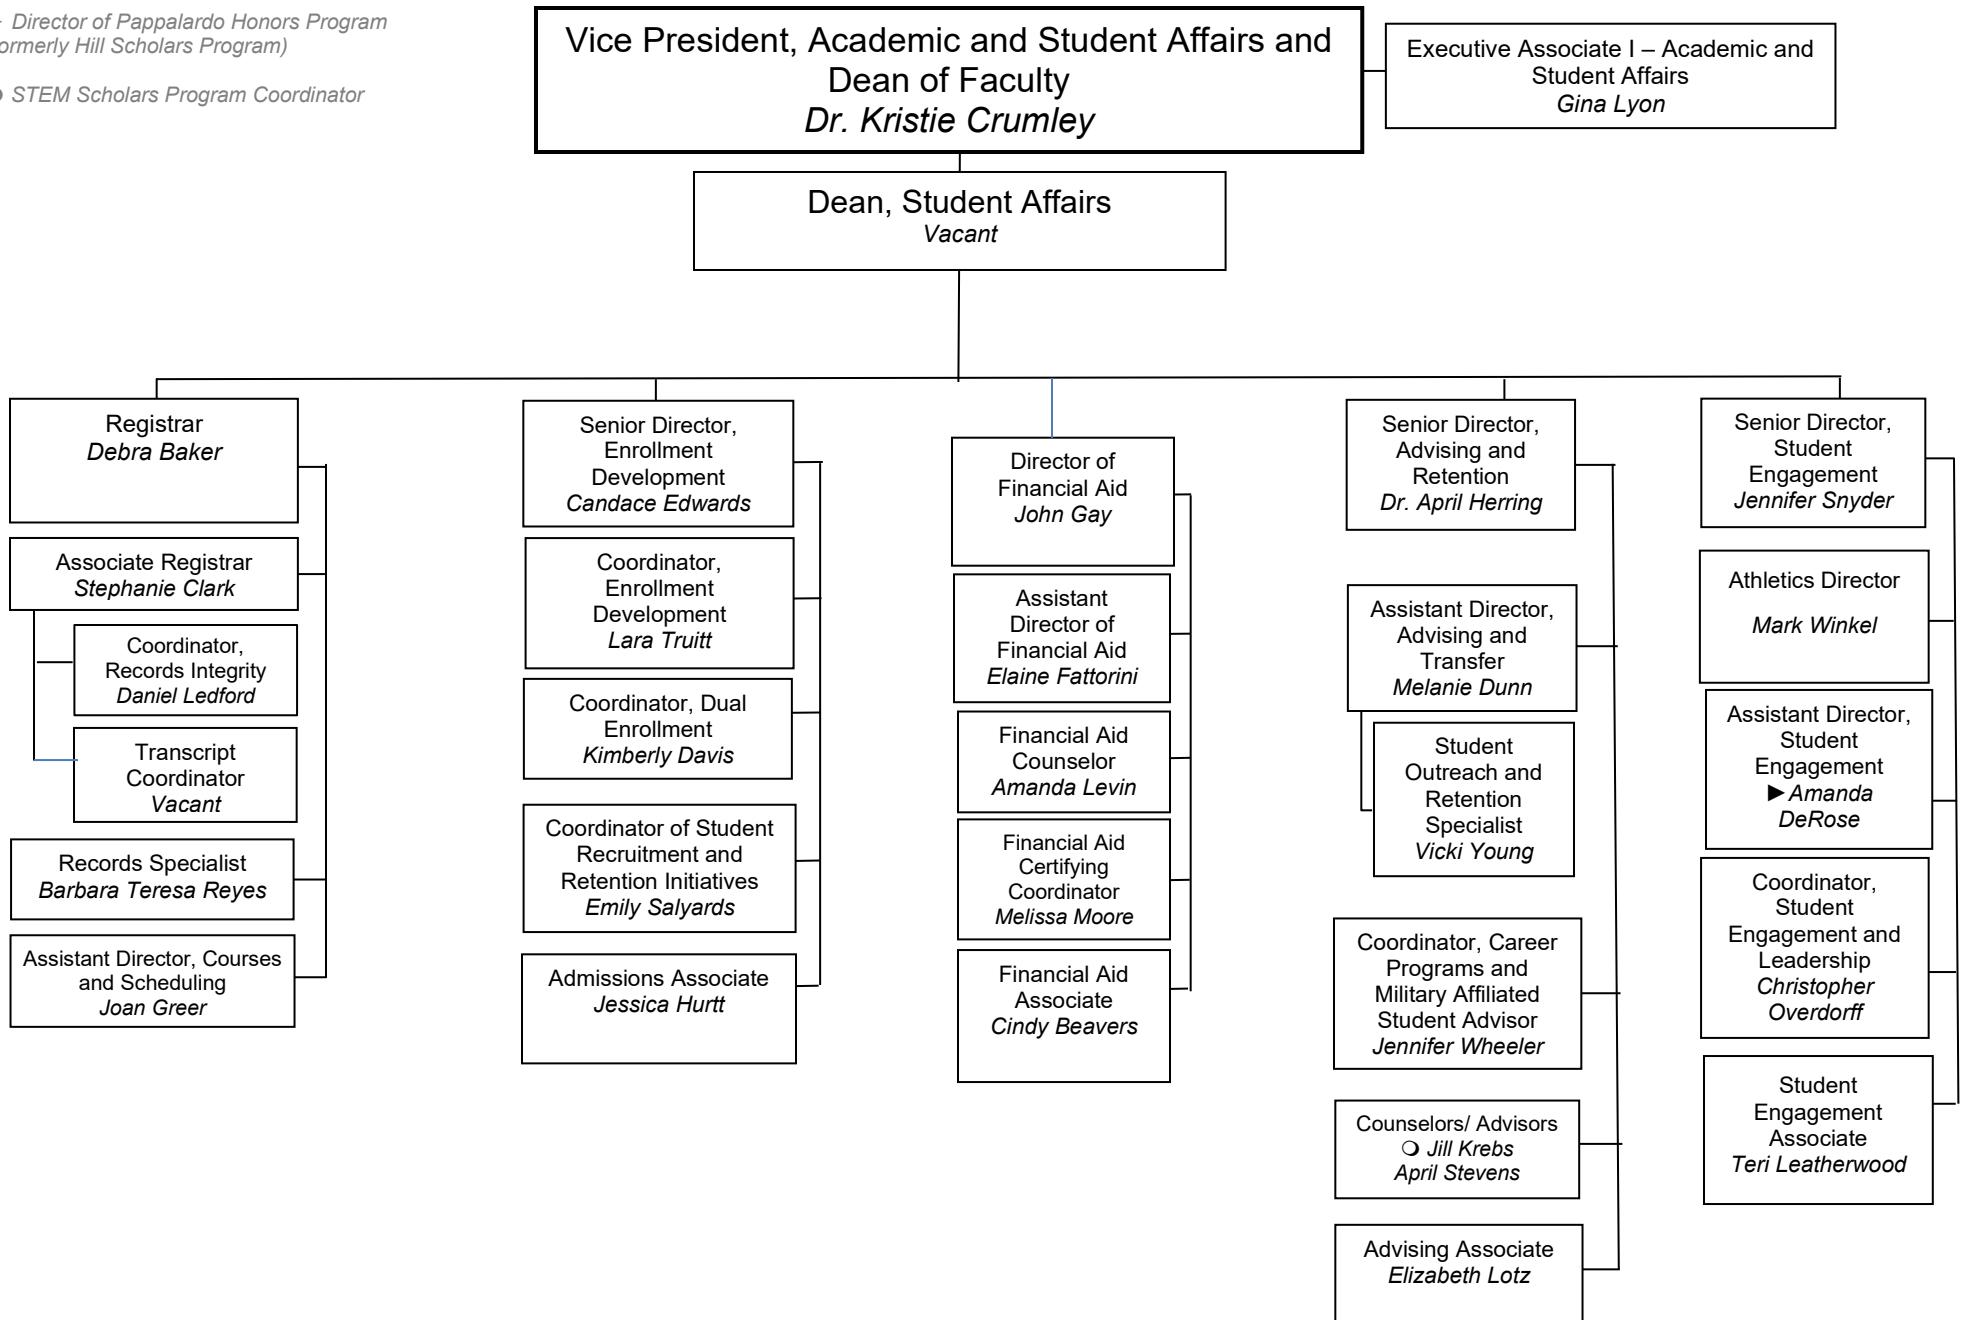 Director of Pappalardo Honors Program
Hill Scholars Program)
STEM Scholars Program Coordinator
Vice President, Academic and Student Affairs and
Dean of Faculty
Dr. Kristie Crumley
Executive Associate I – Academic and
Student Affairs
Gina Lyon
Dean, Student Affairs
Vacant
Registrar
Debra Baker
Associate Registrar
Stephanie Clark
Coordinator,
Records Integrity
Daniel Ledford
Transcript
Coordinator
Vacant
Records Specialist
Barbara Teresa Reyes
Assistant Director, Courses
and Scheduling
Joan Greer
Senior Director,
Enrollment
Development
Candace Edwards
Coordinator,
Enrollment
Development
Lara Truitt
Coordinator, Dual
Enrollment
Kimberly Davis
Coordinator of Student
Recruitment and
Retention Initiatives
Emily Salyards
Admissions Associate
Jessica Hurtt
Director of
Financial Aid
John Gay
Assistant
Director of
Financial Aid
Elaine Fattorini
Financial Aid
Counselor
Amanda Levin
Financial Aid
Certifying
Coordinator
Melissa Moore
Financial Aid
Associate
Cindy Beavers
Senior Director,
Advising and
Retention
Dr. April Herring
Assistant Director,
Advising and
Transfer
Melanie Dunn
Student
Outreach and
Retention
Specialist
Vicki Young
Coordinator, Career
Programs and
Military Affiliated
Student Advisor
Jennifer Wheeler
Counselors/ Advisors
❍ Jill Krebs
April Stevens
Advising Associate
Elizabeth Lotz
Senior Director,
Student
Engagement
Jennifer Snyder
Athletics Director
Mark Winkel
Assistant Director,
Student
Engagement
►Amanda
DeRose
Coordinator,
Student
Engagement and
Leadership
Christopher
Overdorff
Student
Engagement
Associate
Teri Leatherwood